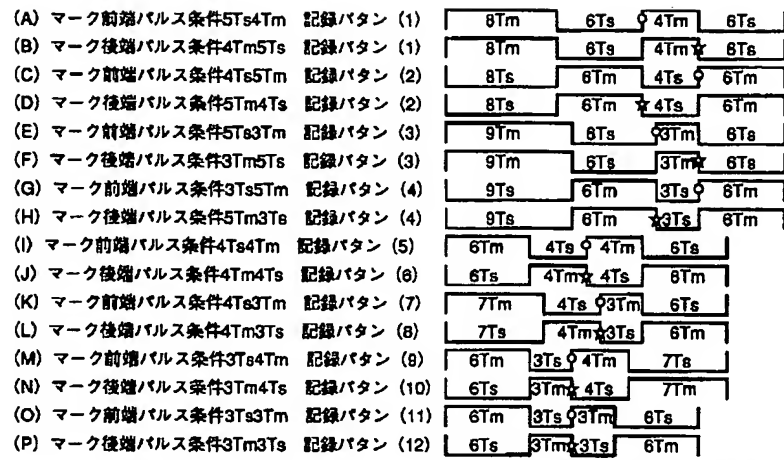 (A) マーク前端パルス条件5Ts4Tm 記録パタン (1) 8Tm 6Ts 4Tm 6Ts
(B) マーク後端パルス条件4Tm5Ts 記録パタン (1) 8Tm 6Ts 4Tm 6Ts
(C) マーク前端パルス条件4Ts5Tm 記録パタン (2) 8Ts 6Tm 4Ts 6Tm
(D) マーク後端パルス条件5Tm4Ts 記録パタン (2) 8Ts 6Tm 4Ts 6Tm
(E) マーク前端パルス条件5Ts3Tm 記録パタン (3) 9Tm 6Ts 3Tm 6Ts
(F) マーク後端パルス条件3Tm5Ts 記録パタン (3) 9Tm 6Ts 3Tm 6Ts
(G) マーク前端パルス条件3Ts5Tm 記録パタン (4) 9Ts 6Tm 3Ts 6Tm
(H) マーク後端パルス条件5Tm3Ts 記録パタン (4) 9Ts 6Tm 3Ts 6Tm
(I) マーク前端パルス条件4Ts4Tm 記録パタン (5) 6Tm 4Ts 4Tm 6Ts
(J) マーク後端パルス条件4Tm4Ts 記録パタン (6) 6Ts 4Tm 4Ts 6Tm
(K) マーク前端パルス条件4Ts3Tm 記録パタン (7) 7Tm 4Ts 3Tm 6Ts
(L) マーク後端パルス条件4Tm3Ts 記録パタン (8) 7Ts 4Tm 3Ts 6Tm
(M) マーク前端パルス条件3Ts4Tm 記録パタン (9) 6Tm 3Ts 4Tm 7Ts
(N) マーク後端パルス条件3Tm4Ts 記録パタン (10) 6Ts 3Tm 4Ts 7Tm
(O) マーク前端パルス条件3Ts3Tm 記録パタン (11) 6Tm 3Ts 3Tm 6Ts
(P) マーク後端パルス条件3Tm3Ts 記録パタン (12) 6Ts 3Tm 3Ts 6Tm